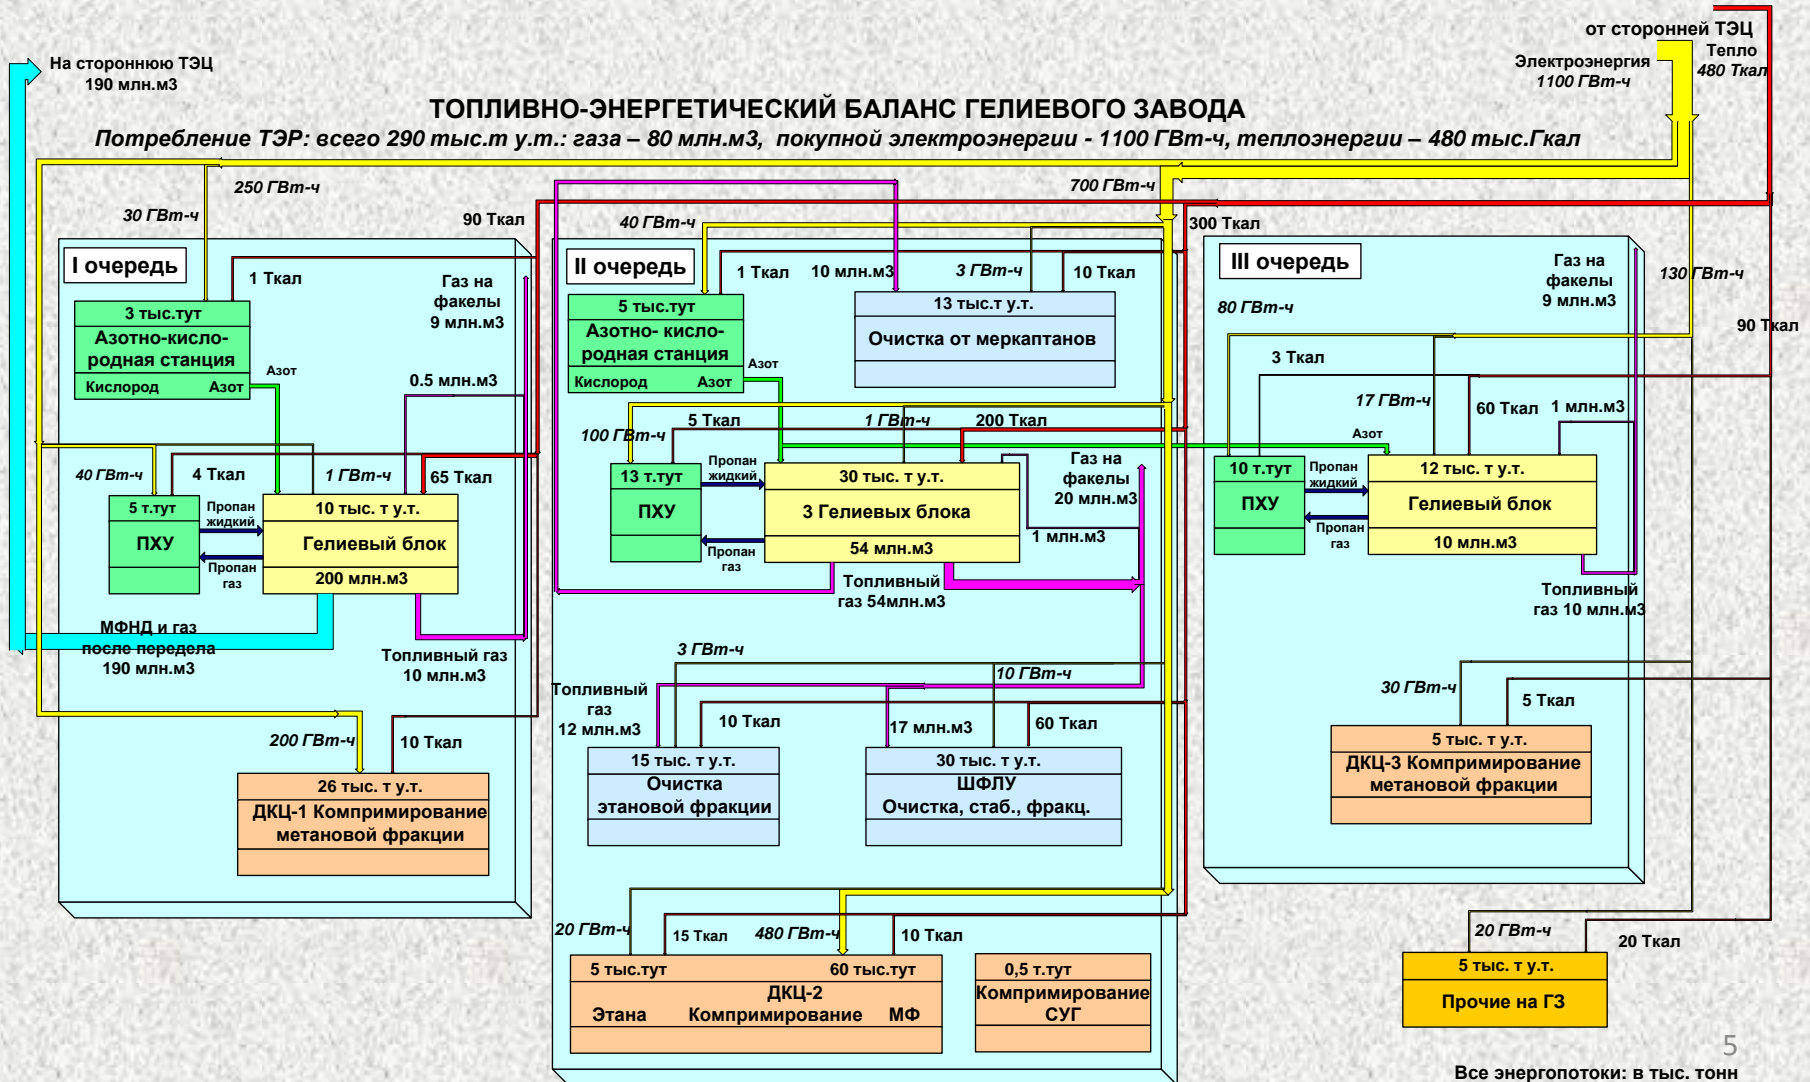 от сторонней ТЭЦ
На стороннюю ТЭЦ
190 млн.м3
Электроэнергия
1100 ГВт-ч
Тепло
480 Ткал
ТОПЛИВНО-ЭНЕРГЕТИЧЕСКИЙ БАЛАНС ГЕЛИЕВОГО ЗАВОДА
Потребление ТЭР: всего 290 тыс.т у.т.: газа – 80 млн.м3, покупной электроэнергии - 1100 ГВт-ч, теплоэнергии – 480 тыс.Гкал
250 ГВт-ч
700 ГВт-ч
30 ГВт-ч
90 Ткал
40 ГВт-ч
300 Ткал
130 ГВт-ч
90 Ткал
I очередь
1 Ткал
Газ на
факелы
9 млн.м3
3 тыс.тут
Азотно-кисло-
родная станция
Кислород Азот
Азот
0.5 млн.м3
40 ГВт-ч
4 Ткал
1 ГВт-ч
65 Ткал
5 т.тут
ПХУ
Пропан
жидкий
Пропан
газ
10 тыс. т у.т.
Гелиевый блок
200 млн.м3
МФНД и газ
после передела
190 млн.м3
Топливный газ
10 млн.м3
200 ГВт-ч
10 Ткал
26 тыс. т у.т.
ДКЦ-1 Компримирование
метановой фракции
II очередь
1 Ткал
10 млн.м3
3 ГВт-ч
10 Ткал
5 тыс.тут
Азотно- кисло-
родная станция
Кислород Азот
Азот
13 тыс.т у.т.
Очистка от меркаптанов
100 ГВт-ч
5 Ткал
1 ГВт-ч
200 Ткал
13 т.тут
ПХУ
Пропан
жидкий
Пропан
газ
30 тыс. т у.т.
3 Гелиевых блока
54 млн.м3
Газ на
факелы
20 млн.м3
1 млн.м3
Топливный
газ 54млн.м3
3 ГВт-ч
10 ГВт-ч
Топливный
газ
12 млн.м3
10 Ткал
17 млн.м3
60 Ткал
15 тыс. т у.т.
Очистка
этановой фракции
30 тыс. т у.т.
ШФЛУ
Очистка, стаб., фракц.
20 ГВт-ч
15 Ткал
480 ГВт-ч
10 Ткал
5 тыс.тут 60 тыс.тут
ДКЦ-2
Этана Компримирование МФ
0,5 т.тут
Компримирование
СУГ
III очередь
Газ на
факелы
9 млн.м3
80 ГВт-ч
3 Ткал
17 ГВт-ч
60 Ткал
1 млн.м3
Азот
10 т.тут
ПХУ
Пропан
жидкий
Пропан
газ
12 тыс. т у.т.
Гелиевый блок
10 млн.м3
Топливный
газ 10 млн.м3
30 ГВт-ч
5 Ткал
5 тыс. т у.т.
ДКЦ-3 Компримирование
метановой фракции
20 ГВт-ч
20 Ткал
5 тыс. т у.т.
Прочие на ГЗ
5
Все энергопотоки: в тыс. тонн